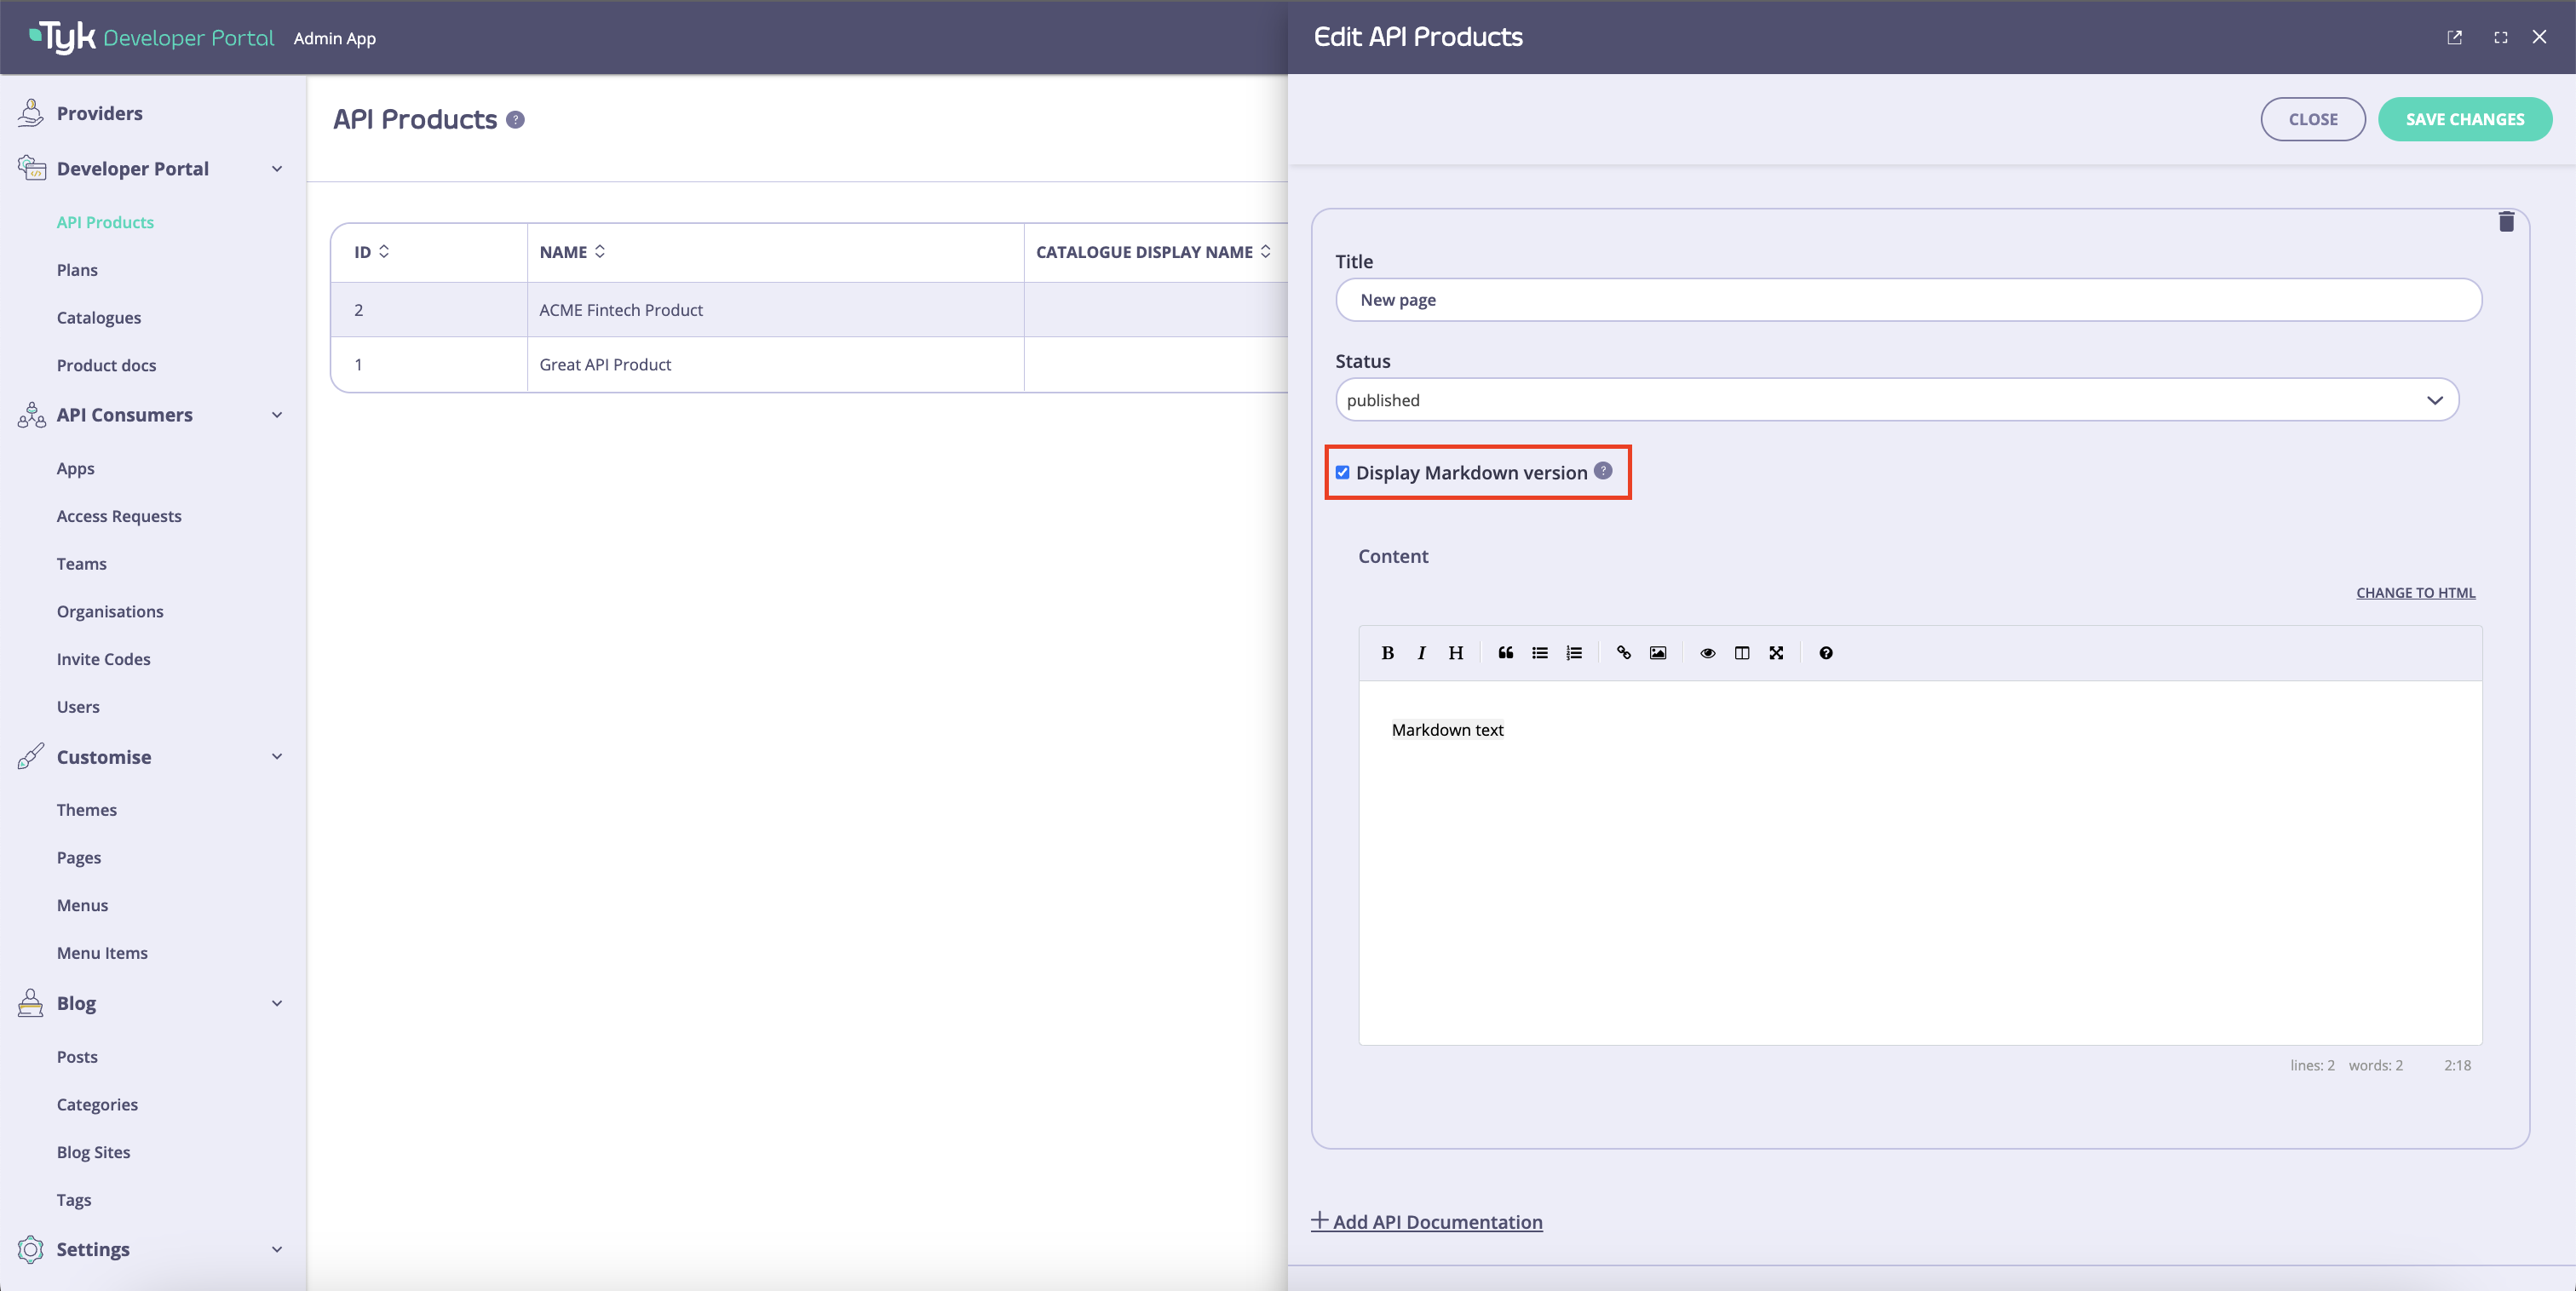 Tyk Developer Portal Admin App
Edit API Products
Providers
Developer Portal
API Products
Plans
Catalogues
Product docs
API Consumers
Apps
Access Requests
Teams
Organisations
Invite Codes
Users
Customise
Themes
Pages
Menus
Menu Items
Blog
Posts
Categories
Blog Sites
Tags
Settings
API Products ?
ID NAME CATALOGUE DISPLAY NAME
2 ACME Fintech Product
1 Great API Product
CLOSE SAVE CHANGES
Title
New page
Status
published
Display Markdown version ?
Content
CHANGE TO HTML
B I H
Markdown text
lines: 2 words: 2 2:18
Add API Documentation